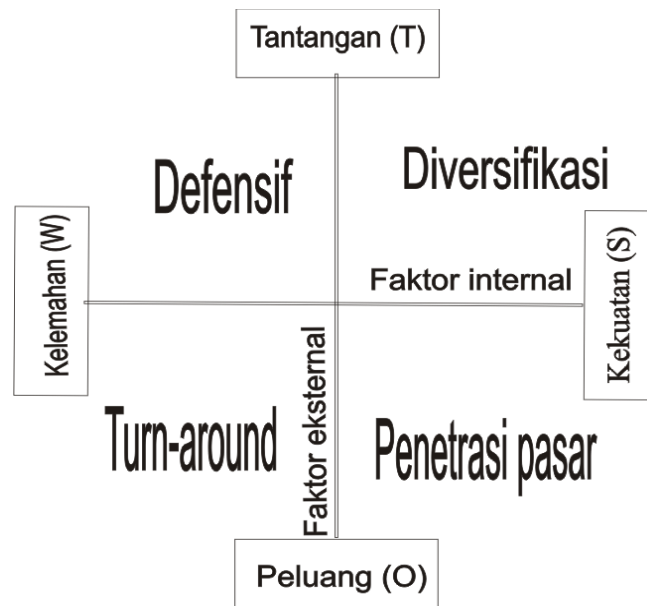 Tantangan (T)
Defensif
Diversifikasi
Kelemahan (W)
Faktor internal
Kekuatan (S)
Turn-around
Faktor eksternal
Penetrasi pasar
Peluang (O)